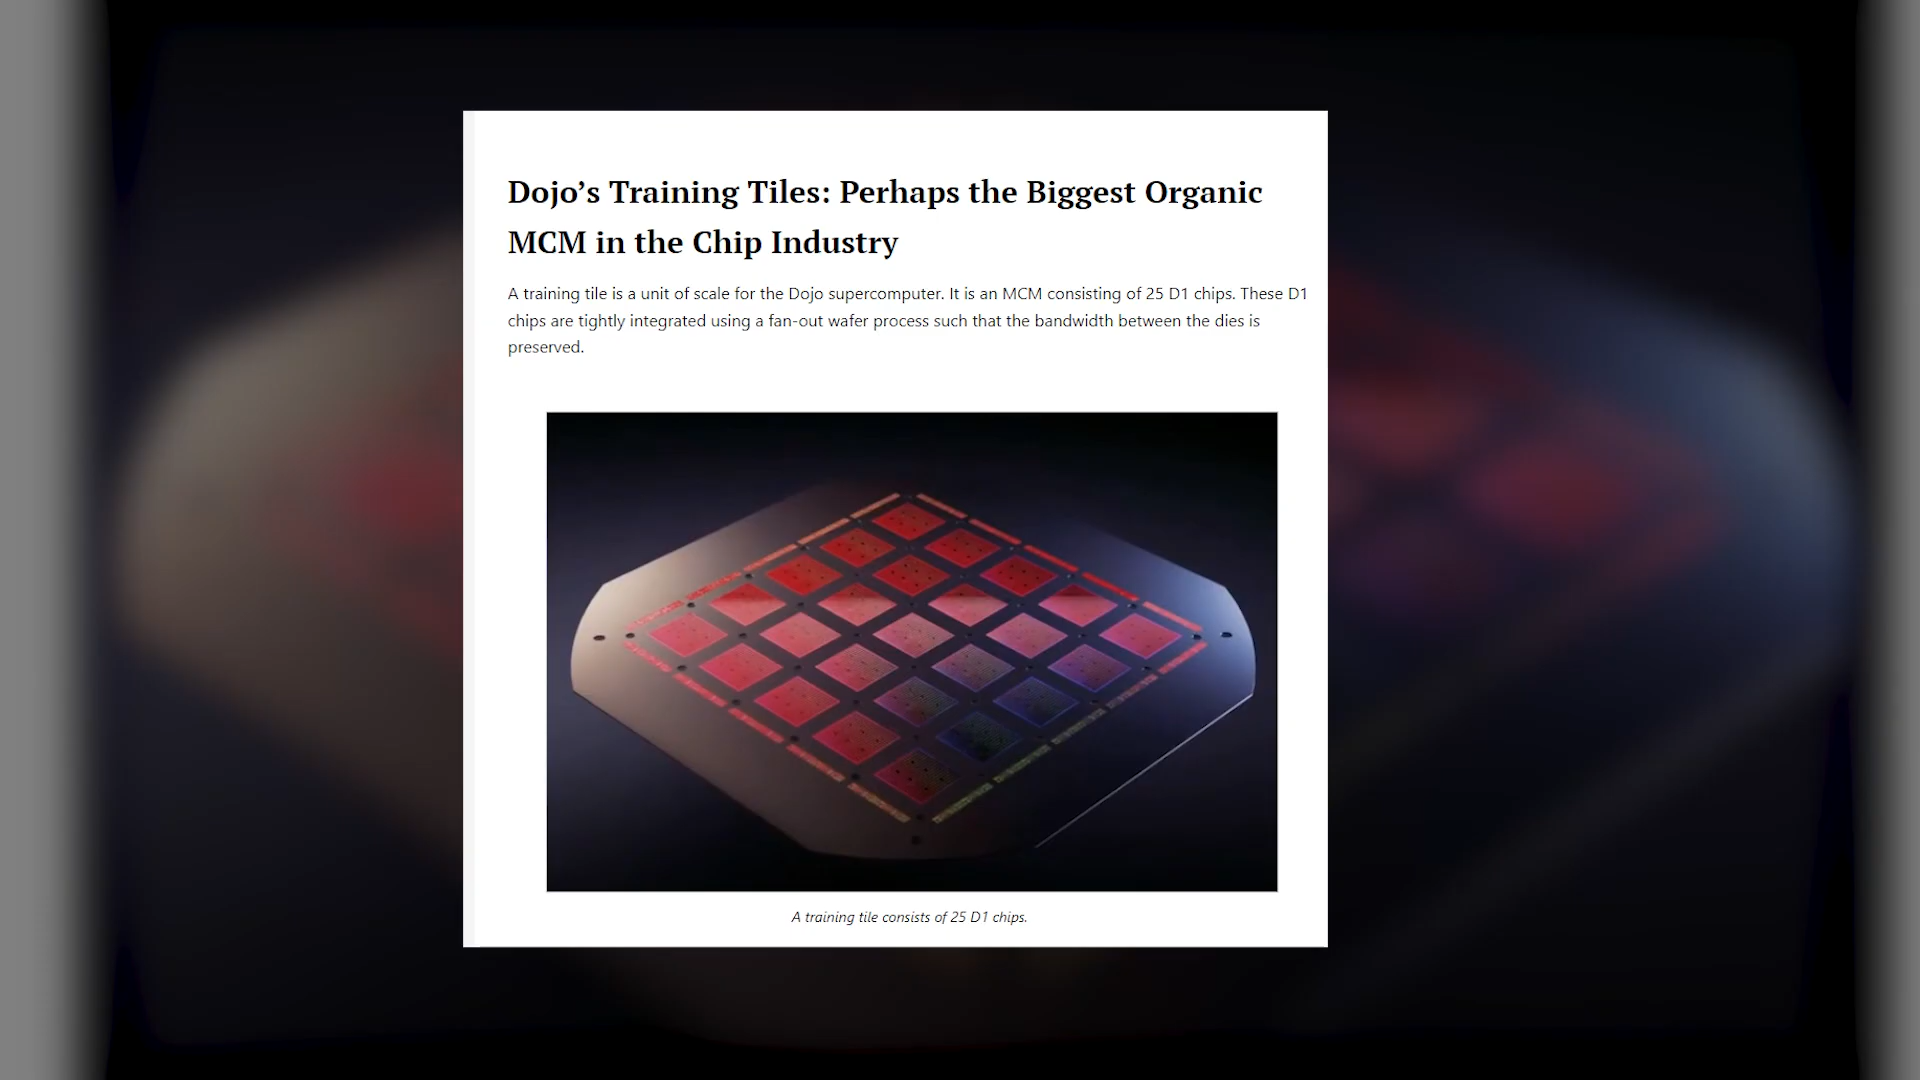 Dojo’s Training Tiles: Perhaps the Biggest Organic
MCM in the Chip Industry
A training tile is a unit of scale for the Dojo supercomputer. It is an MCM consisting of 25 D1 chips. These D1
chips are tightly integrated using a fan-out wafer process such that the bandwidth between the dies is
preserved.
A training tile consists of 25 D1 chips.